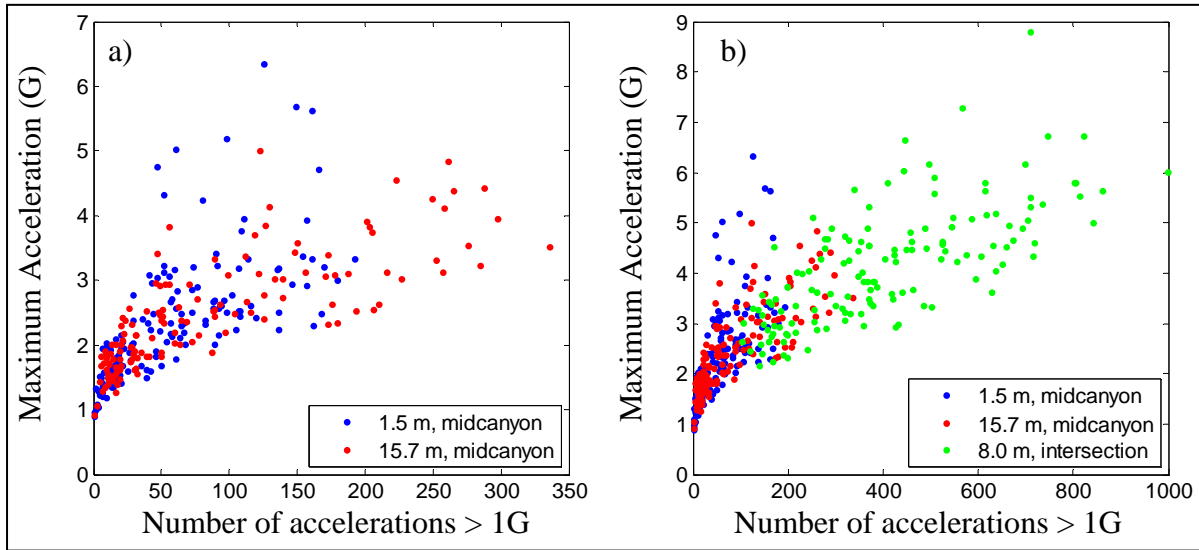 a)
Maximum Acceleration (G)
7
6
5
4
3
2
1
0
0 50 100 150 200 250 300 350
Number of accelerations > 1G
1.5 m, midcanyon
15.7 m, midcanyon
b)
Maximum Acceleration (G)
9
8
7
6
5
4
3
2
1
0
0 200 400 600 800 1000
Number of accelerations > 1G
1.5 m, midcanyon
15.7 m, midcanyon
8.0 m, intersection